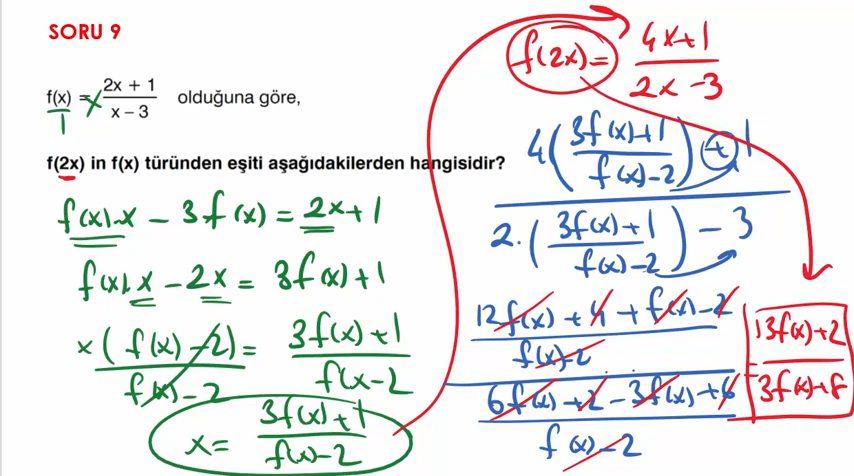 SORU 9
f(x) = 2x + 1 / x - 3 olduğuna göre,
1
f(2x) in f(x) türünden eşiti aşağıdakilerden hangisidir?
f(x).x - 3f(x) = 2x+1
f(x).x - 2x = 3f(x)+1
x(f(x)-2) / f(x)-2 = 3f(x)+1 / f(x-2
x = 3f(x)+1 / f(x)-2
f(2x) = 4x+1 / 2x-3
4(3f(x)+1 / f(x)-2) + 1
2.(3f(x)+1 / f(x)-2) - 3
12f(x) + 4 + f(x) - 2
f(x)-2
6f(x)+2 - 3f(x)+6
f(x)-2
= 13f(x)+2 / 3f(x)+8